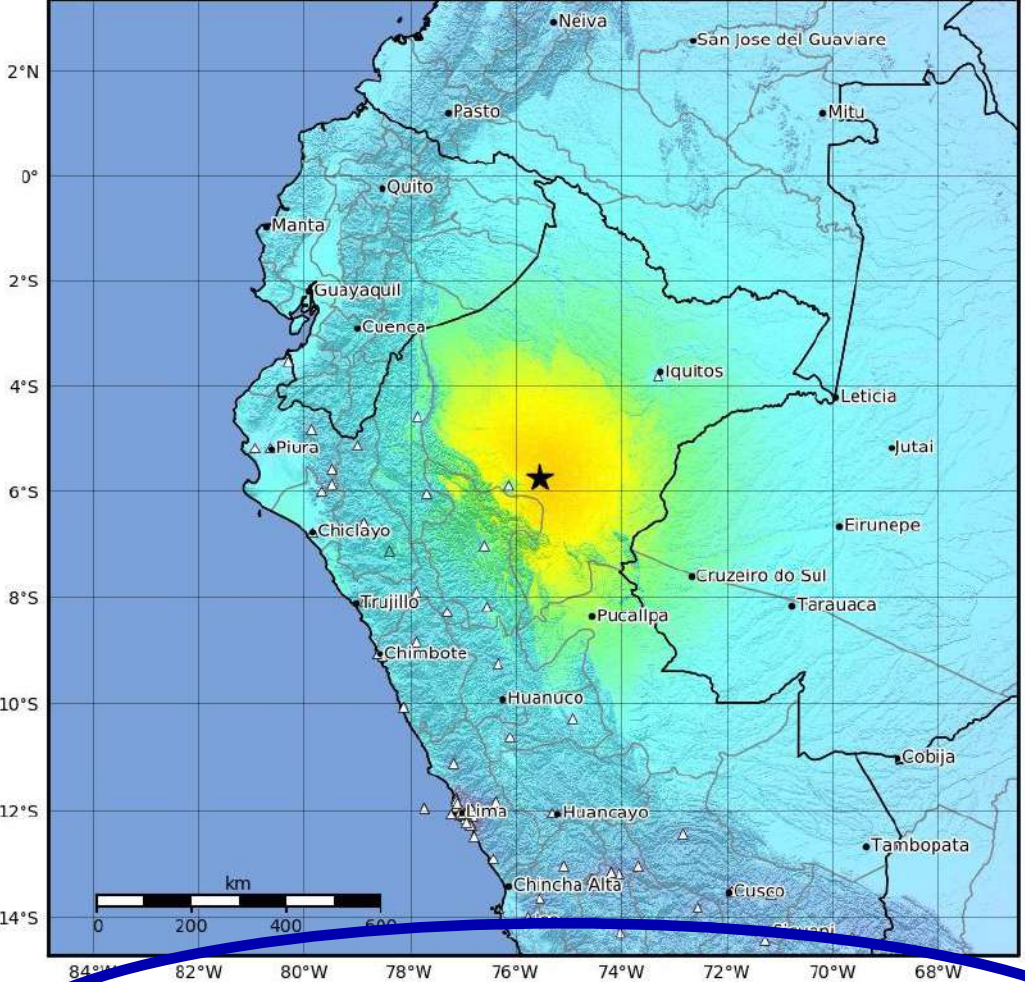 Neiva
San Jose del Guaviare
2°N
Pasto
Mitu
0°
Quito
Manta
2°S
Guayaquil
Cuenca
Iquitos
4°S
Leticia
Piura
Jutai
6°S
Chiclayo
Eirunepe
Cruzeiro do Sul
8°S
Trujillo
Tarauaca
Pucallpa
Chimbote
10°S
Huanuco
Cobija
12°S
Lima
Huancayo
Tambopata
km
Chincha Alta
Cusco
14°S
0 200 400 600
84°W 82°W 80°W 78°W 76°W 74°W 72°W 70°W 68°W